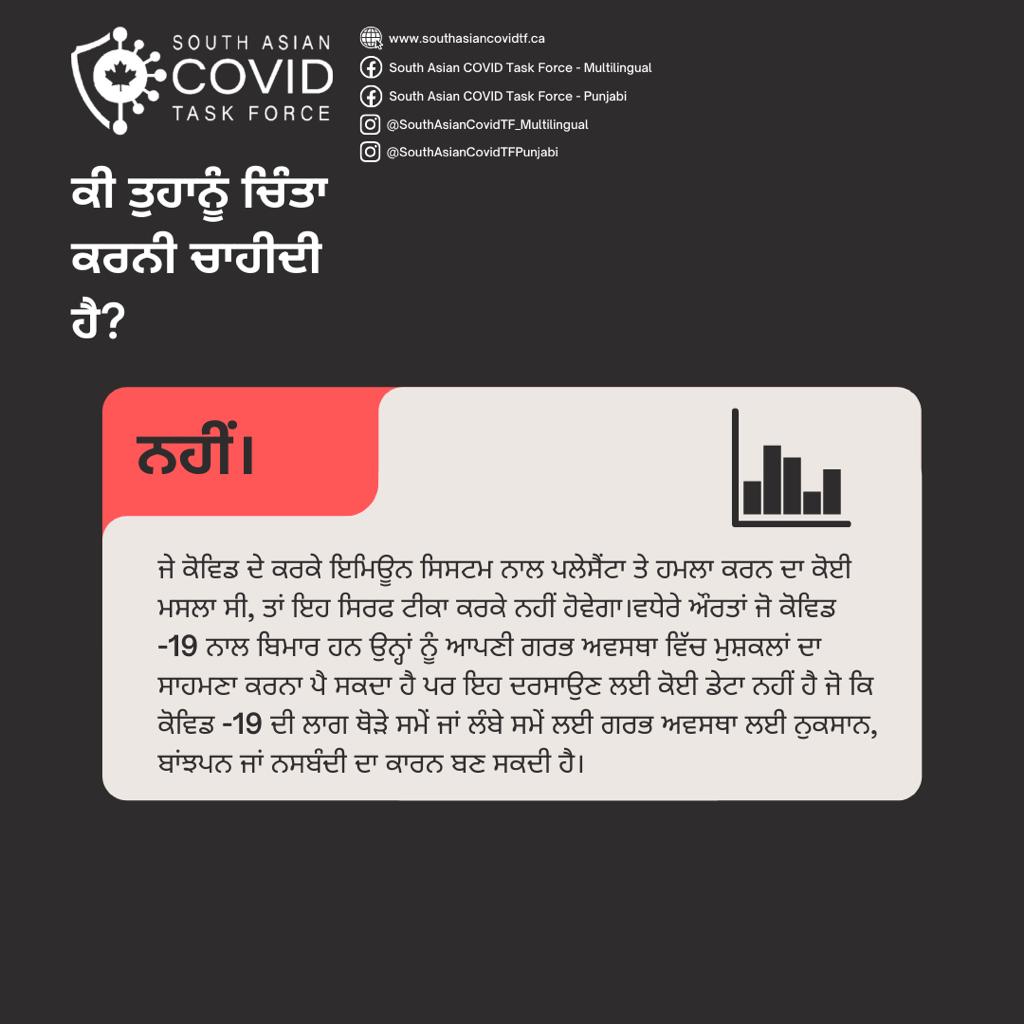 SOUTH ASIAN
COVID
TASK FORCE
www.southasiancovidtf.ca
South Asian COVID Task Force - Multilingual
South Asian COVID Task Force - Punjabi
@SouthAsianCovidTF_Multilingual
@SouthAsianCovidTFPunjabi
ਕੀ ਤੁਹਾਨੂੰ ਚਿੰਤਾ
ਕਰਨੀ ਚਾਹੀਦੀ
ਹੈ?
ਨਹੀਂ।
ਜੇ ਕੋਵਿਡ ਦੇ ਕਰਕੇ ਇਮਿਊਨ ਸਿਸਟਮ ਨਾਲ ਪਲੇਸੈਂਟਾ ਤੇ ਹਮਲਾ ਕਰਨ ਦਾ ਕੋਈ
ਮਸਲਾ ਸੀ, ਤਾਂ ਇਹ ਸਿਰਫ ਟੀਕਾ ਕਰਕੇ ਨਹੀਂ ਹੋਵੇਗਾ।ਵਧੇਰੇ ਔਰਤਾਂ ਜੋ ਕੋਵਿਡ
-19 ਨਾਲ ਬਿਮਾਰ ਹਨ ਉਨ੍ਹਾਂ ਨੂੰ ਆਪਣੀ ਗਰਭ ਅਵਸਥਾ ਵਿੱਚ ਮੁਸ਼ਕਲਾਂ ਦਾ
ਸਾਹਮਣਾ ਕਰਨਾ ਪੈ ਸਕਦਾ ਹੈ ਪਰ ਇਹ ਦਰਸਾਉਣ ਲਈ ਕੋਈ ਡੇਟਾ ਨਹੀਂ ਹੈ ਜੋ ਕਿ
ਕੋਵਿਡ -19 ਦੀ ਲਾਗ ਥੋੜੇ ਸਮੇਂ ਜਾਂ ਲੰਬੇ ਸਮੇਂ ਲਈ ਗਰਭ ਅਵਸਥਾ ਲਈ ਨੁਕਸਾਨ,
ਬਾਂਝਪਨ ਜਾਂ ਨਸਬੰਦੀ ਦਾ ਕਾਰਨ ਬਣ ਸਕਦੀ ਹੈ।